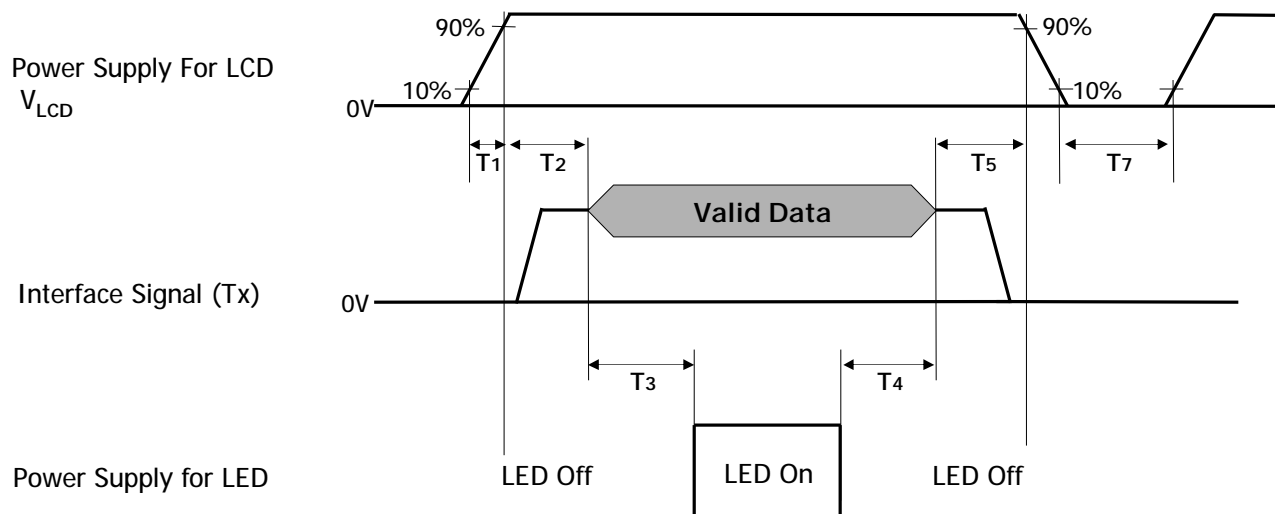 90%
90%
Power Supply For LCD
VLCD
10%
10%
0V
T1
T2
T5
T7
Valid Data
Interface Signal (Tx)
0V
T3
T4
Power Supply for LED
LED Off
LED On
LED Off